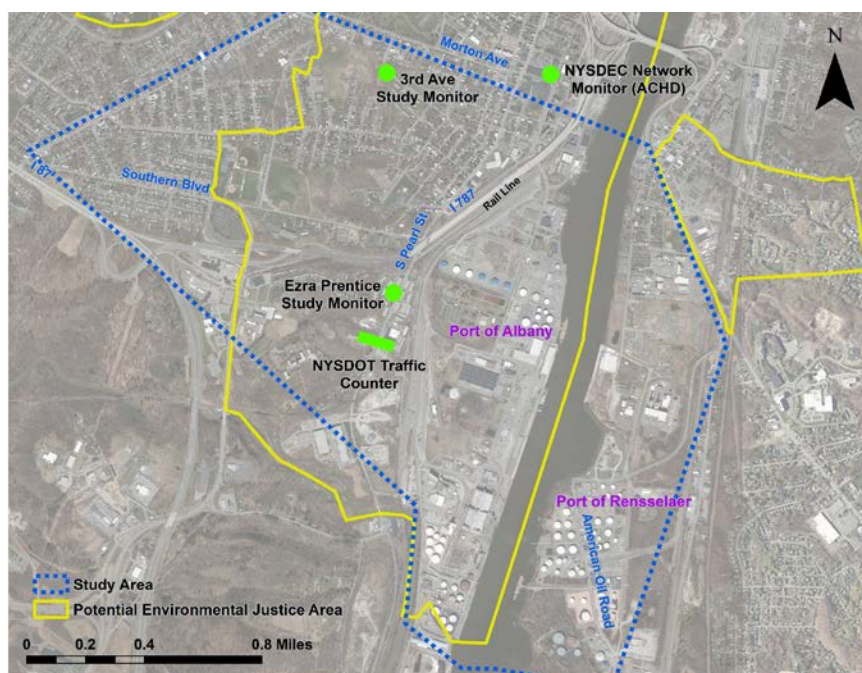 N
Morton Ave
3rd Ave
Study Monitor
NYSDEC Network
Monitor (ACHD)
I 87
Southern Blvd
I 787
Rail Line
S Pearl St
Ezra Prentice
Study Monitor
Port of Albany
NYSDOT Traffic
Counter
Port of Rensselaer
American Oil Road
Study Area
Potential Environmental Justice Area
0 0.2 0.4 0.8 Miles